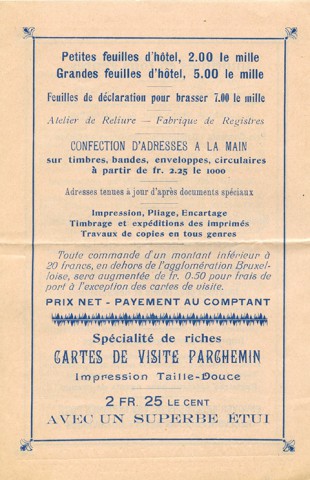 Petites feuilles d'hôtel, 2.00 le mille
Grandes feuilles d'hôtel, 5.00 le mille
Feuilles de déclaration pour brasser 7.00 le mille
Atelier de Reliure — Fabrique de Registres
CONFECTION D'ADRESSES A LA MAIN
sur timbres, bandes, enveloppes, circulaires
à partir de fr. 2.25 le 1000
Adresses tenues à jour d'après documents spéciaux
Impression, Pliage, Encartage
Timbrage et expéditions des imprimés
Travaux de copies en tous genres
Toute commande d'un montant inférieur à
20 francs, en dehors de l'agglomération Bruxel-
loise, sera augmentée de fr. 0.50 pour frais de
port à l'exception des cartes de visite.
PRIX NET - PAYEMENT AU COMPTANT
Spécialité de riches
CARTES DE VISITE PARCHEMIN
Impression Taille-Douce
2 FR. 25 LE CENT
AVEC UN SUPERBE ÉTUI